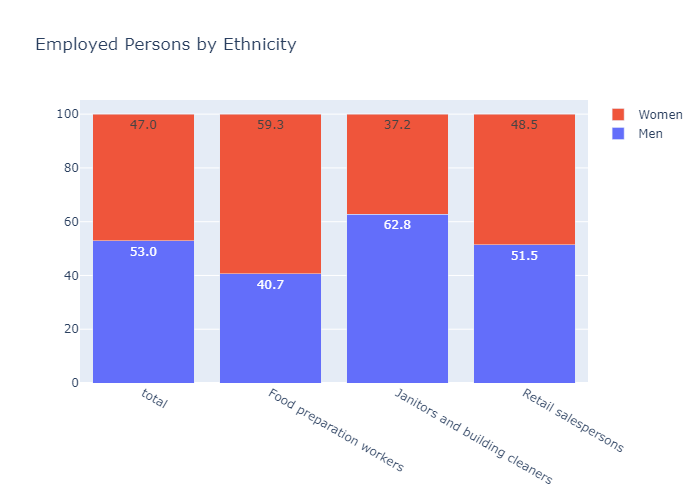 Employed Persons by Ethnicity
100
80
60
40
20
0
47.0
59.3
37.2
48.5
53.0
40.7
62.8
51.5
total
Food preparation workers
Janitors and building cleaners
Retail salespersons
Women
Men